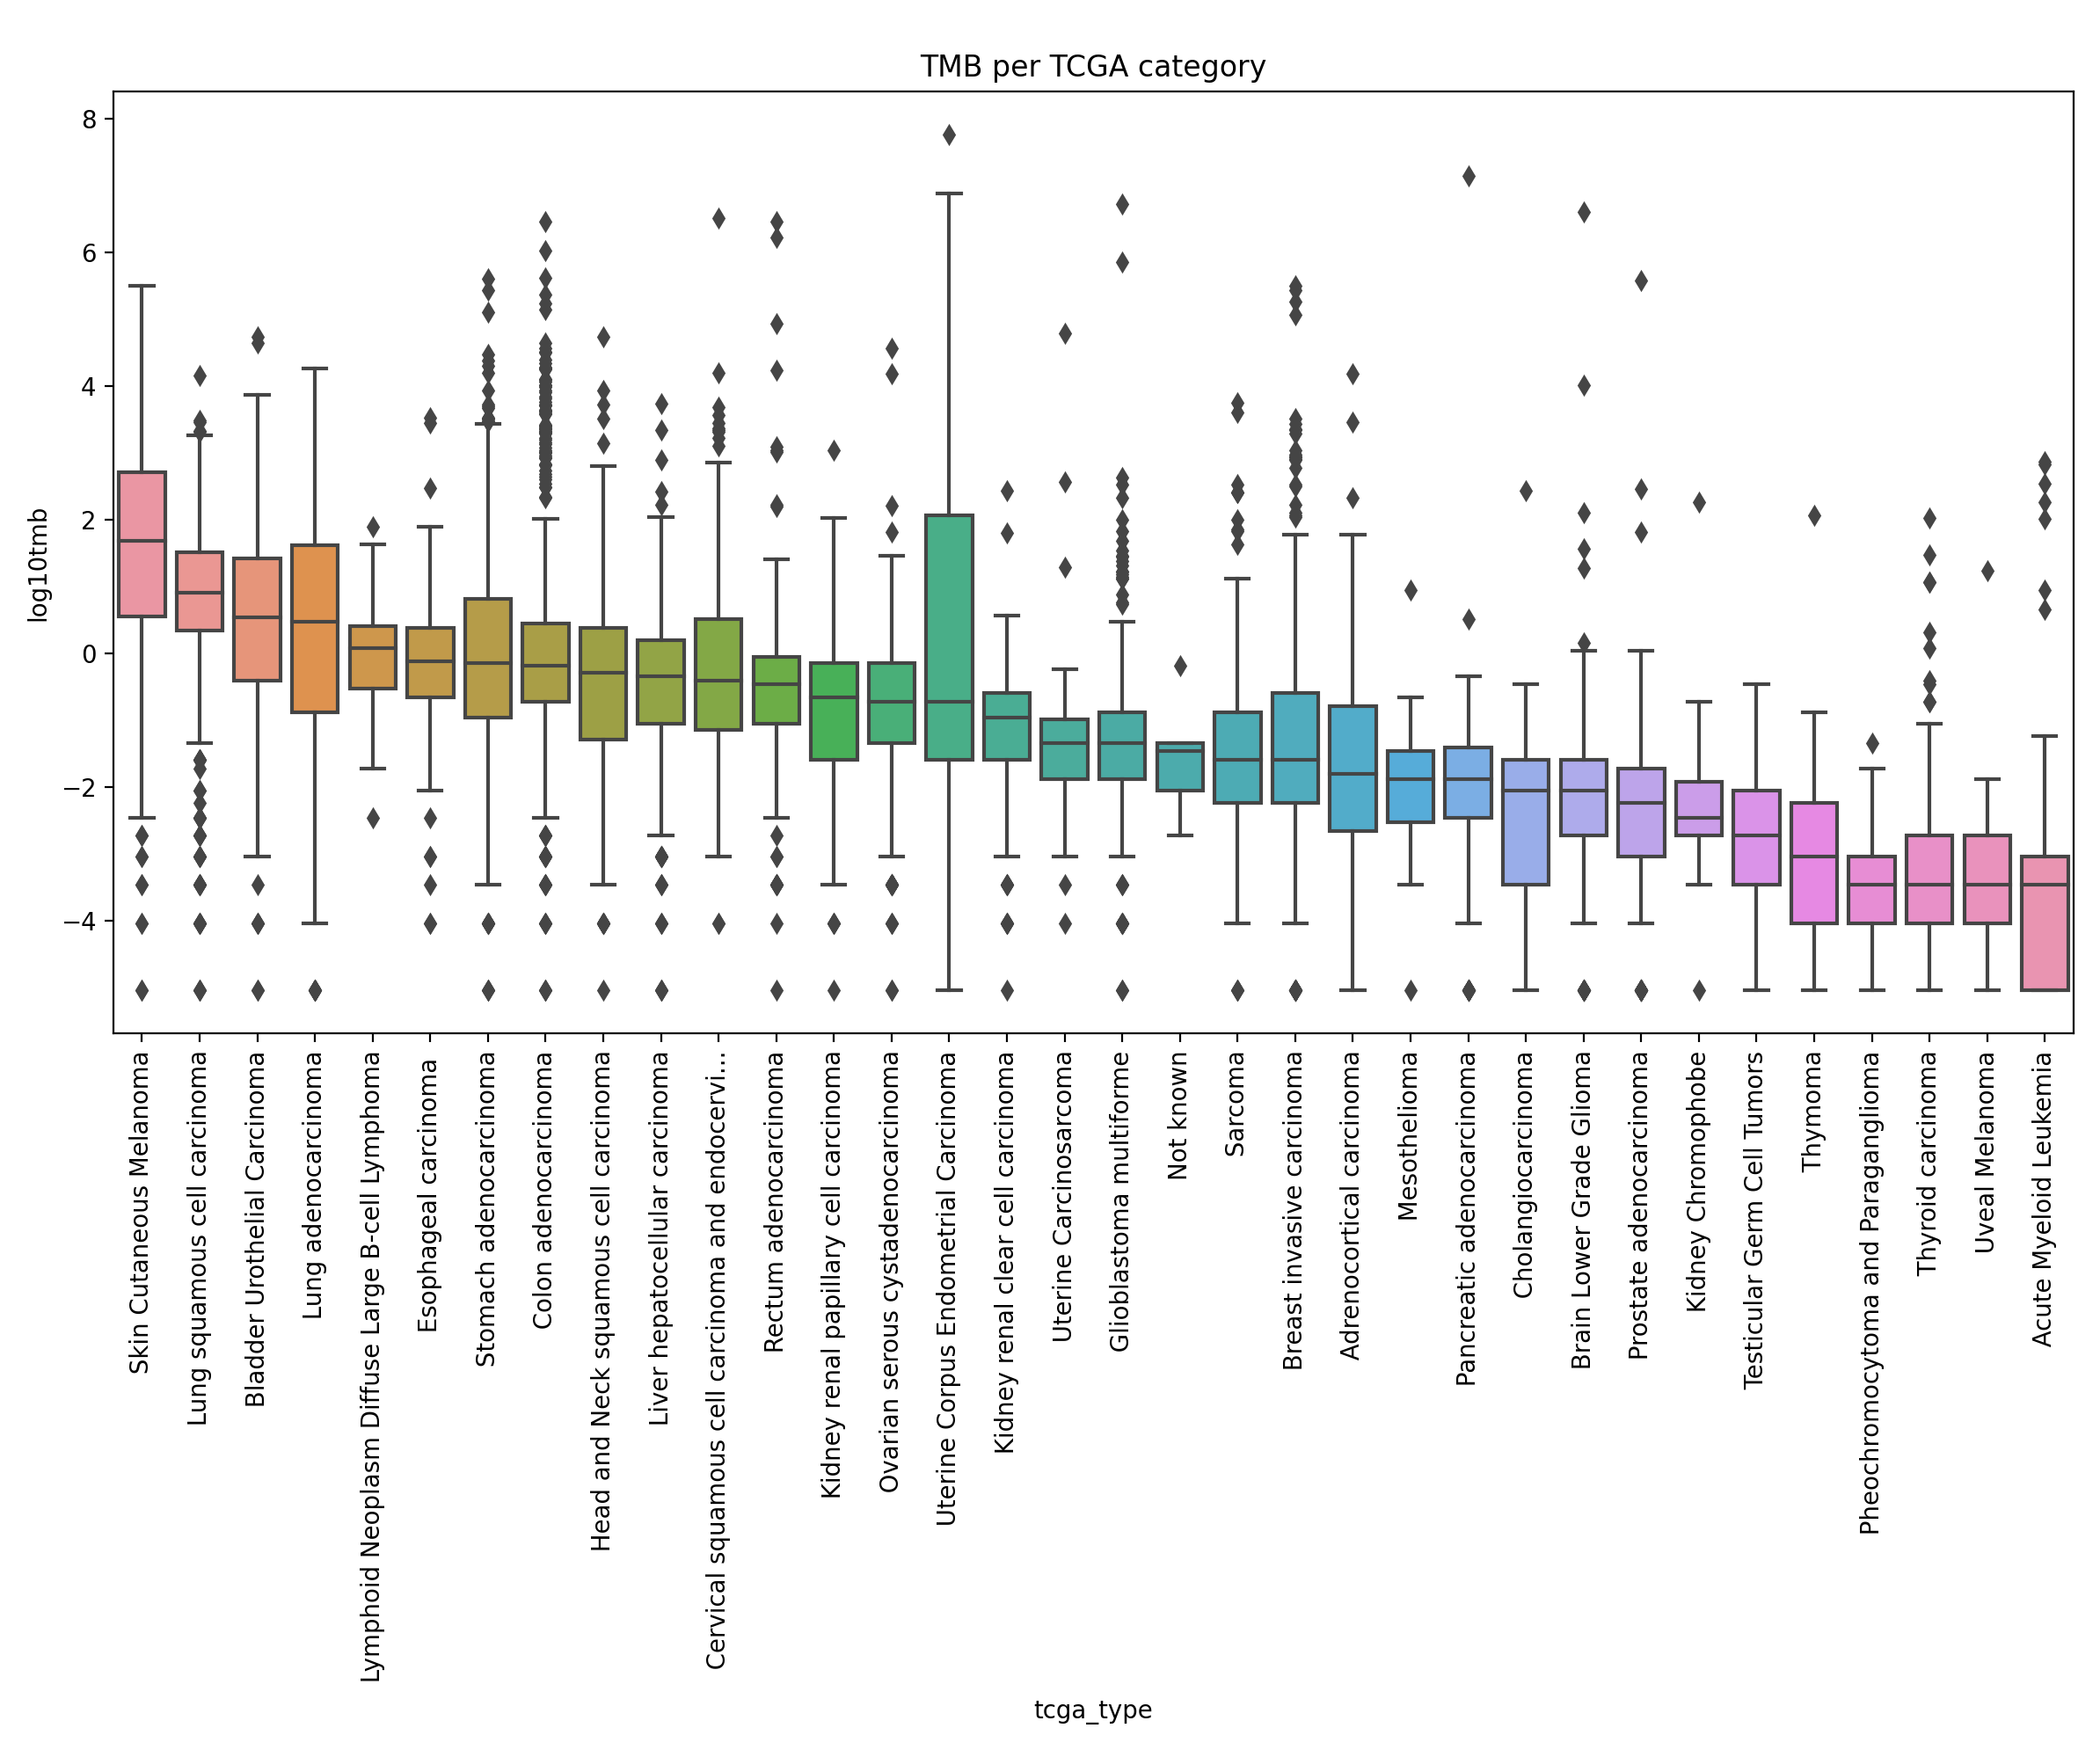 TMB per TCGA category
log10tmb
8
6
4
2
0
−2
−4
Skin Cutaneous Melanoma
Lung squamous cell carcinoma
Bladder Urothelial Carcinoma
Lung adenocarcinoma
Lymphoid Neoplasm Diffuse Large B-cell Lymphoma
Esophageal carcinoma
Stomach adenocarcinoma
Colon adenocarcinoma
Head and Neck squamous cell carcinoma
Liver hepatocellular carcinoma
Cervical squamous cell carcinoma and endocervi...
Rectum adenocarcinoma
Kidney renal papillary cell carcinoma
Ovarian serous cystadenocarcinoma
Uterine Corpus Endometrial Carcinoma
Kidney renal clear cell carcinoma
Uterine Carcinosarcoma
Glioblastoma multiforme
Not known
Sarcoma
Breast invasive carcinoma
Adrenocortical carcinoma
Mesothelioma
Pancreatic adenocarcinoma
Cholangiocarcinoma
Brain Lower Grade Glioma
Prostate adenocarcinoma
Kidney Chromophobe
Testicular Germ Cell Tumors
Thymoma
Pheochromocytoma and Paraganglioma
Thyroid carcinoma
Uveal Melanoma
Acute Myeloid Leukemia
tcga_type